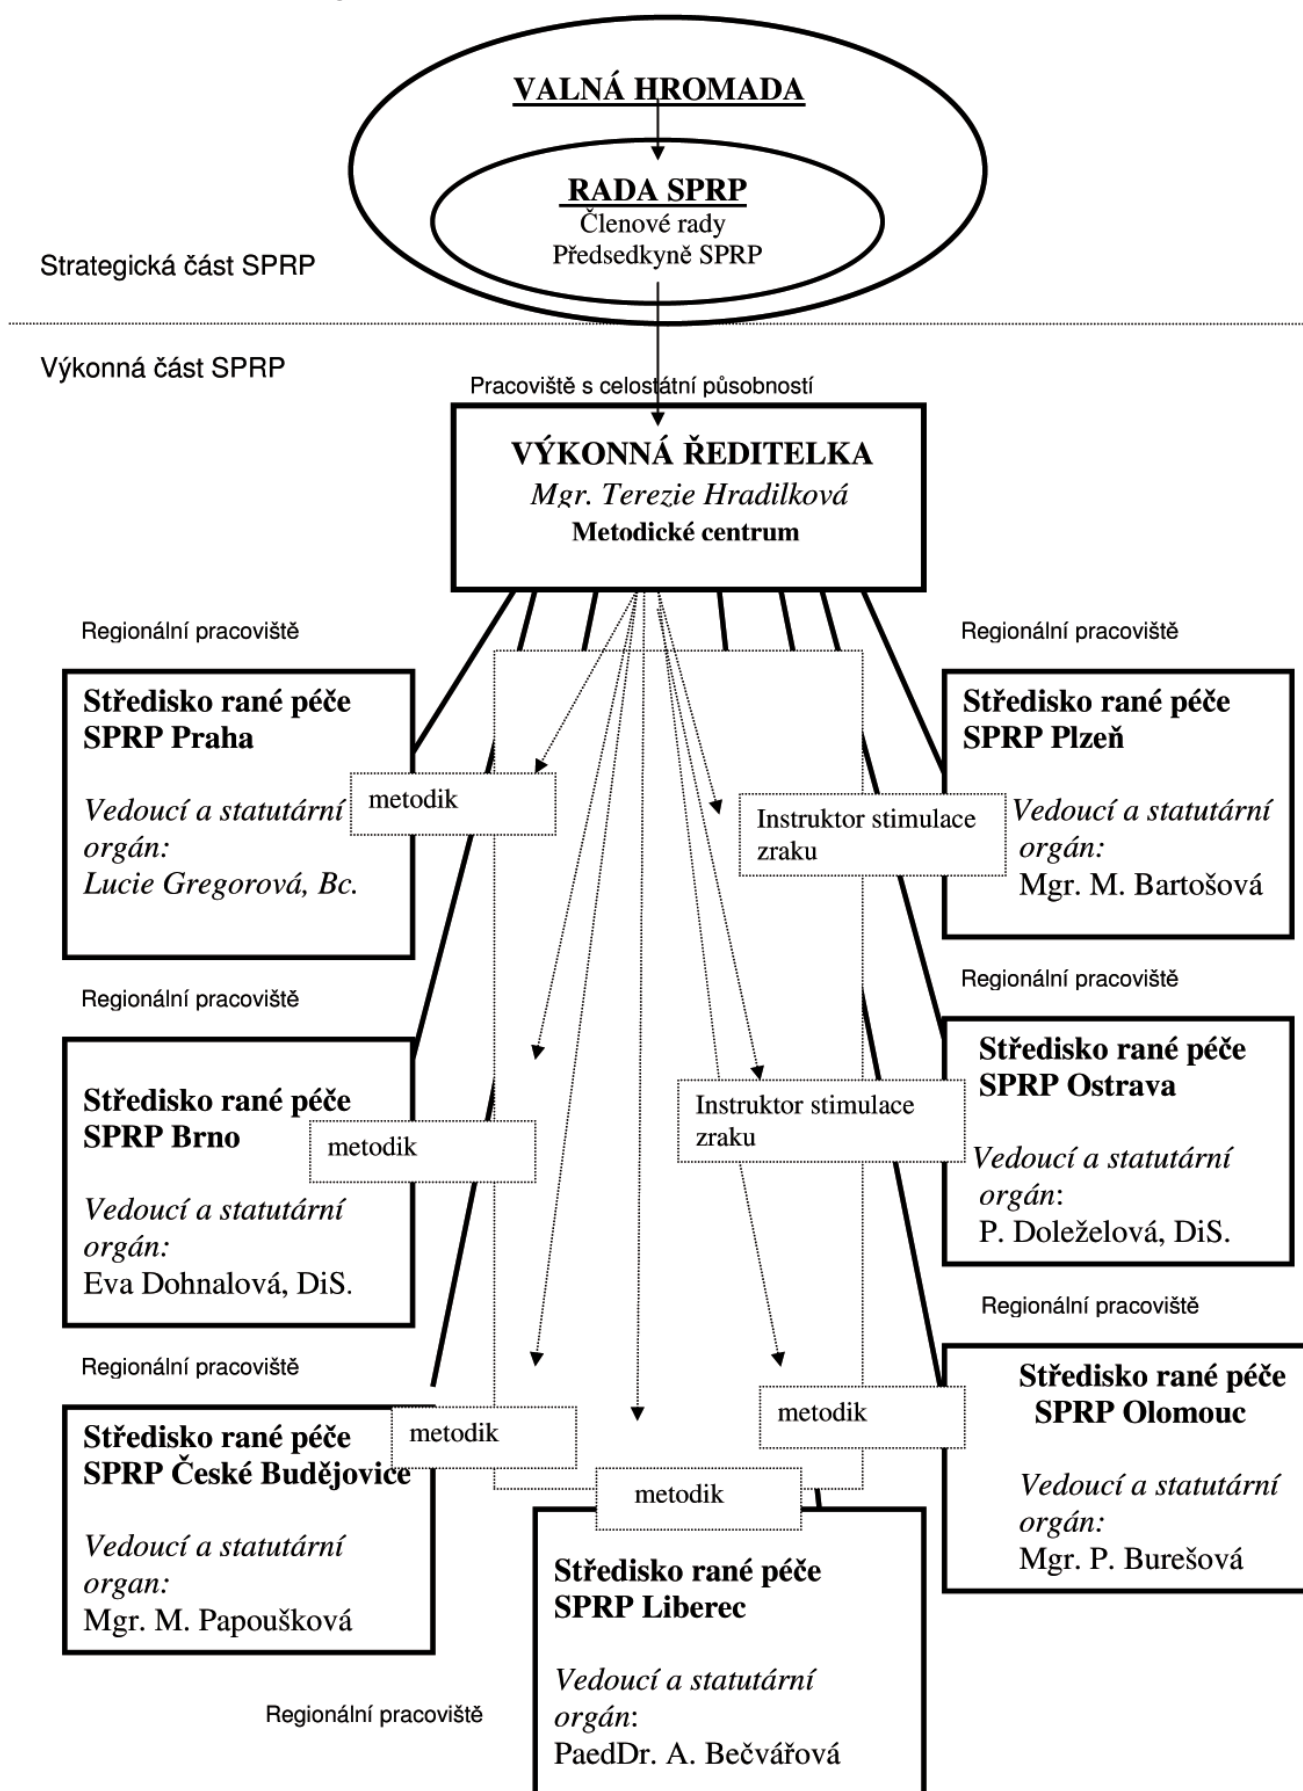 VALNÁ HROMADA
RADA SPRP
Členové rady
Předsedkyně SPRP
Strategická část SPRP
Výkonná část SPRP
Pracoviště s celostátní působností
VÝKONNÁ ŘEDITELKA
Mgr. Terezie Hradilková
Metodické centrum
Regionální pracoviště
Středisko rané péče
SPRP Praha
Vedoucí a statutární
orgán:
Lucie Gregorová, Bc.
metodik
Regionální pracoviště
Středisko rané péče
SPRP Plzeň
Vedoucí a statutární
orgán:
Mgr. M. Bartošová
Instruktor stimulace
zraku
Regionální pracoviště
Středisko rané péče
SPRP Brno
Vedoucí a statutární
orgán:
Eva Dohnalová, DiS.
metodik
Regionální pracoviště
Středisko rané péče
SPRP Ostrava
Vedoucí a statutární
orgán:
P. Doleželová, DiS.
Instruktor stimulace
zraku
Regionální pracoviště
Středisko rané péče
SPRP České Budějovice
Vedoucí a statutární
organ:
Mgr. M. Papoušková
metodik
Regionální pracoviště
Středisko rané péče
SPRP Olomouc
Vedoucí a statutární
orgán:
Mgr. P. Burešová
metodik
metodik
Středisko rané péče
SPRP Liberec
Vedoucí a statutární
orgán:
PaedDr. A. Bečvářová
Regionální pracoviště